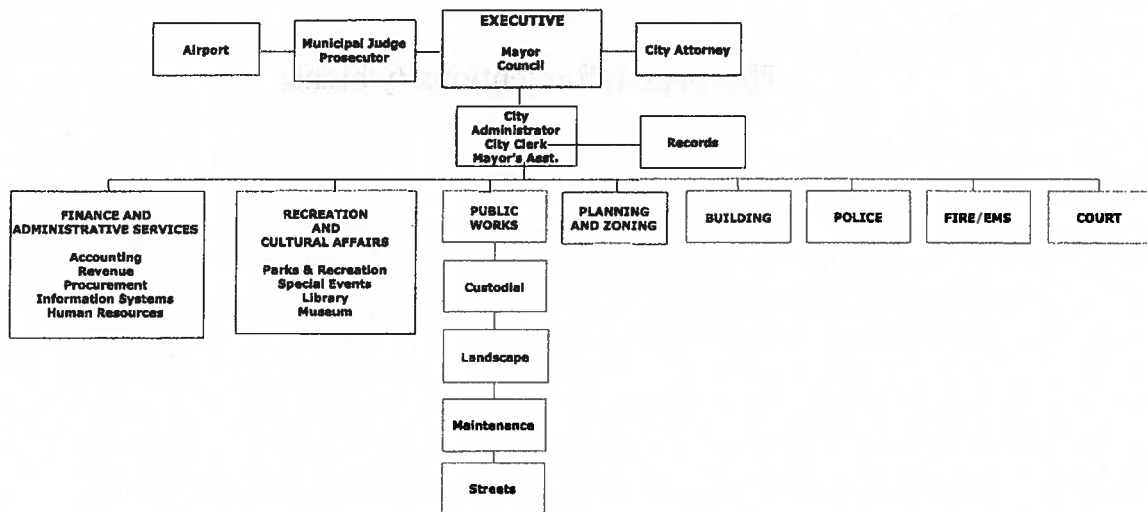 EXECUTIVE
Mayor
Council
Airport
Municipal Judge
Prosecutor
City Attorney
City
Administrator
City Clerk
Mayor's Asst.
Records
FINANCE AND
ADMINISTRATIVE SERVICES
Accounting
Revenue
Procurement
Information Systems
Human Resources
RECREATION
AND
CULTURAL AFFAIRS
Parks & Recreation
Special Events
Library
Museum
PUBLIC
WORKS
Custodial
Landscape
Maintenance
Streets
PLANNING
AND ZONING
BUILDING
POLICE
FIRE/EMS
COURT